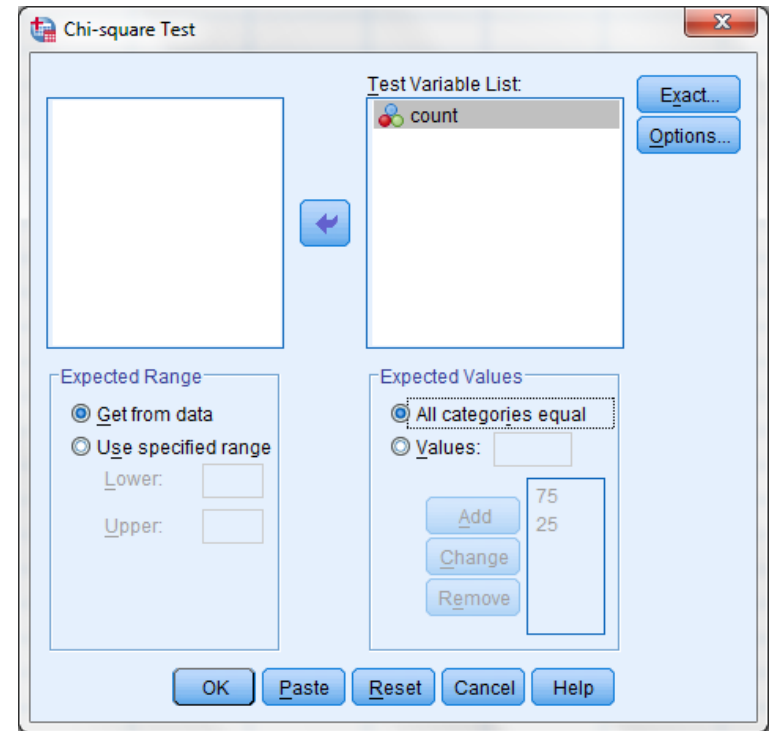 Chi-square Test
X
Test Variable List:
count
Exact...
Options...
Expected Range
Get from data
Use specified range
Lower:
Upper:
Expected Values
All categories equal
Values:
Add
Change
Remove
75
25
OK
Paste
Reset
Cancel
Help